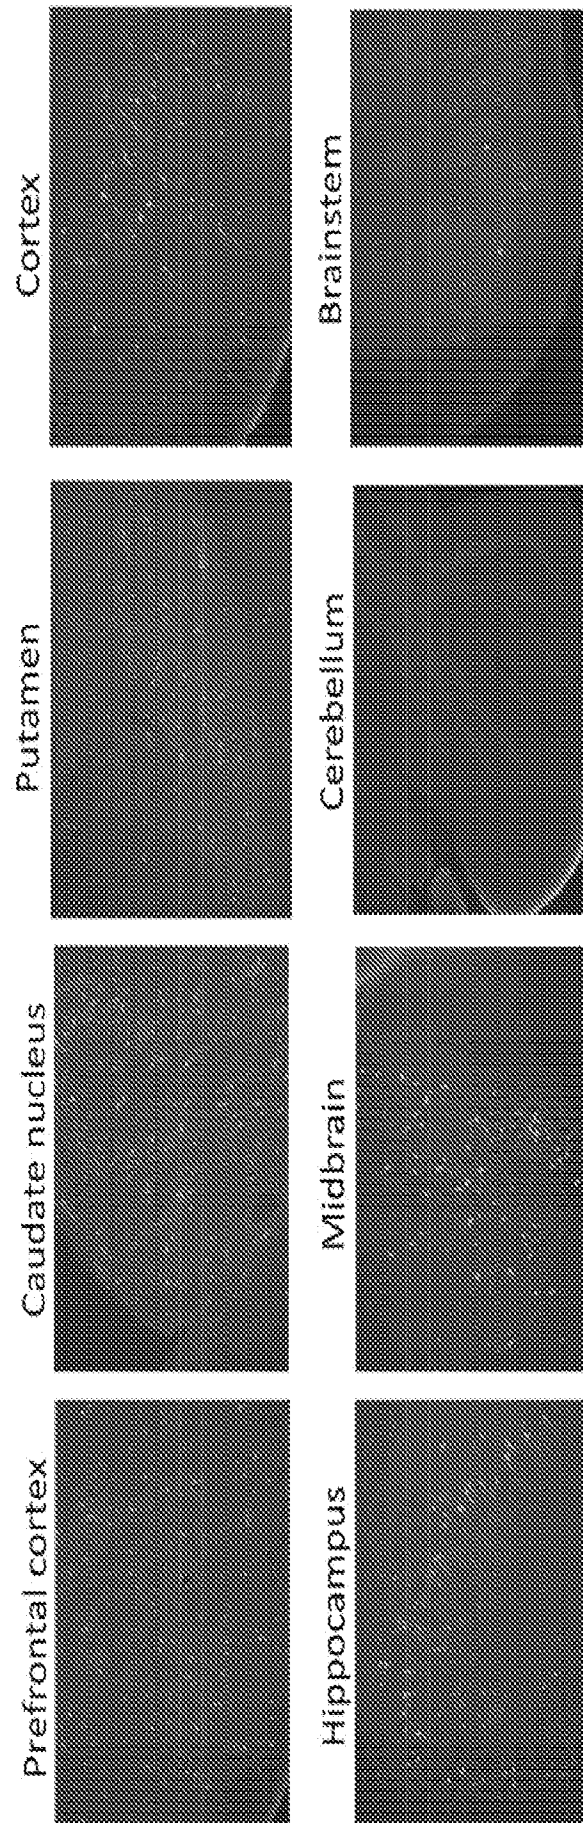 Prefrontal cortex
Caudate nucleus
Putamen
Cortex
Hippocampus
Midbrain
Cerebellum
Brainstem